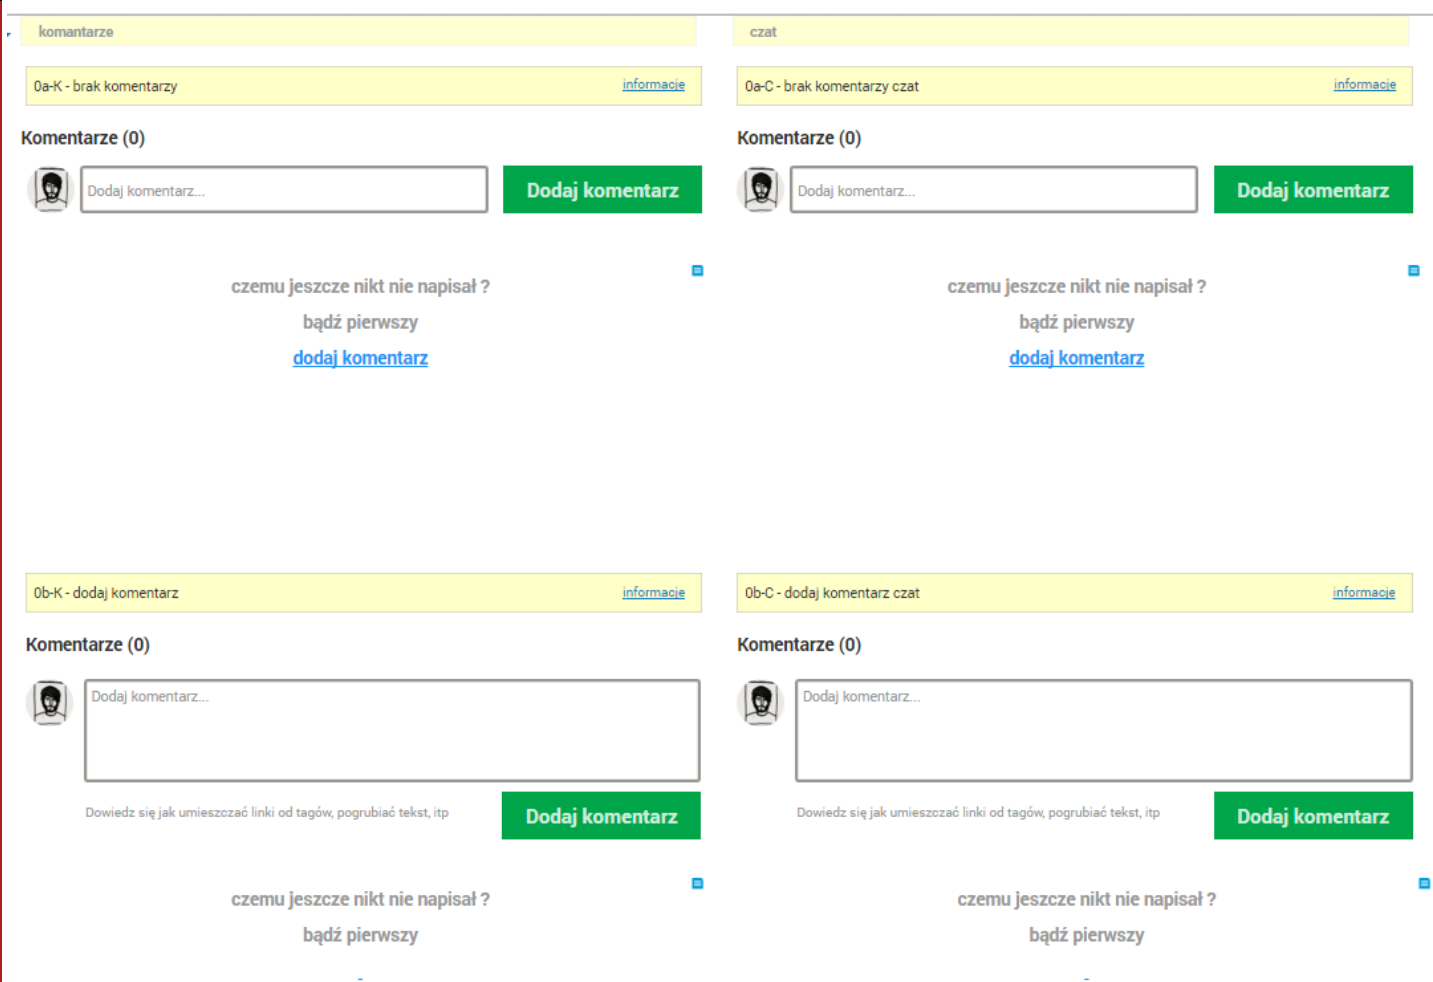 komantarze
czat
0a-K - brak komentarzy
informacje
0a-C - brak komentarzy czat
informacje
Komentarze (0)
Komentarze (0)
Dodaj komentarz...
Dodaj komentarz
Dodaj komentarz...
Dodaj komentarz
czemu jeszcze nikt nie napisał ?
bądź pierwszy
dodaj komentarz
czemu jeszcze nikt nie napisał ?
bądź pierwszy
dodaj komentarz
0b-K - dodaj komentarz
informacje
0b-C - dodaj komentarz czat
informacje
Komentarze (0)
Komentarze (0)
Dodaj komentarz...
Dodaj komentarz...
Dowiedz się jak umieszczać linki od tagów, pogrubiać tekst, itp
Dodaj komentarz
Dowiedz się jak umieszczać linki od tagów, pogrubiać tekst, itp
Dodaj komentarz
czemu jeszcze nikt nie napisał ?
bądź pierwszy
czemu jeszcze nikt nie napisał ?
bądź pierwszy